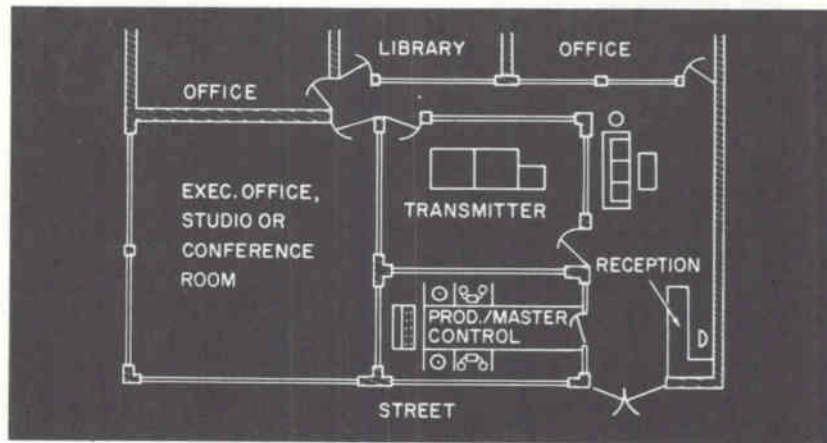 LIBRARY
OFFICE
OFFICE
EXEC. OFFICE,
STUDIO OR
CONFERENCE
ROOM
TRANSMITTER
RECEPTION
PROD./MASTER
CONTROL
STREET